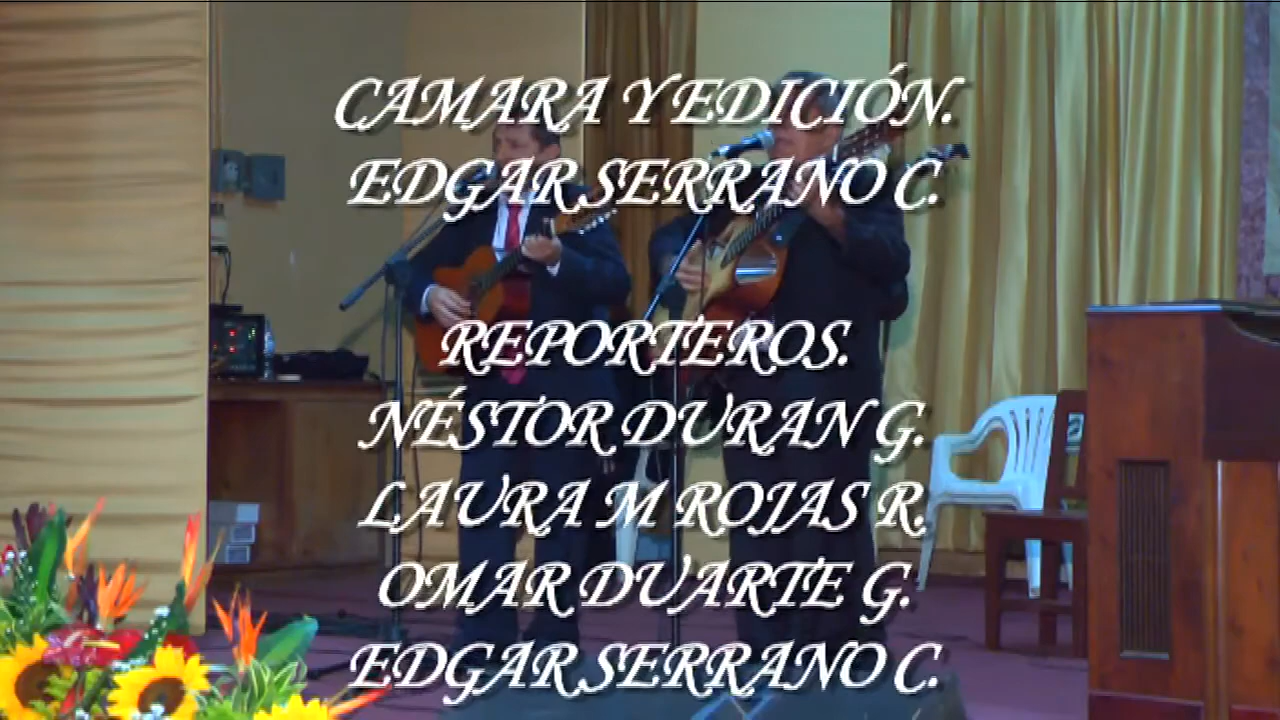 CAMARA Y EDICIÓN.
EDGAR SERRANO C.
REPORTEROS.
NÉSTOR DURAN G.
LAURA M ROJAS R.
OMAR DUARTE G.
EDGAR SERRANO C.